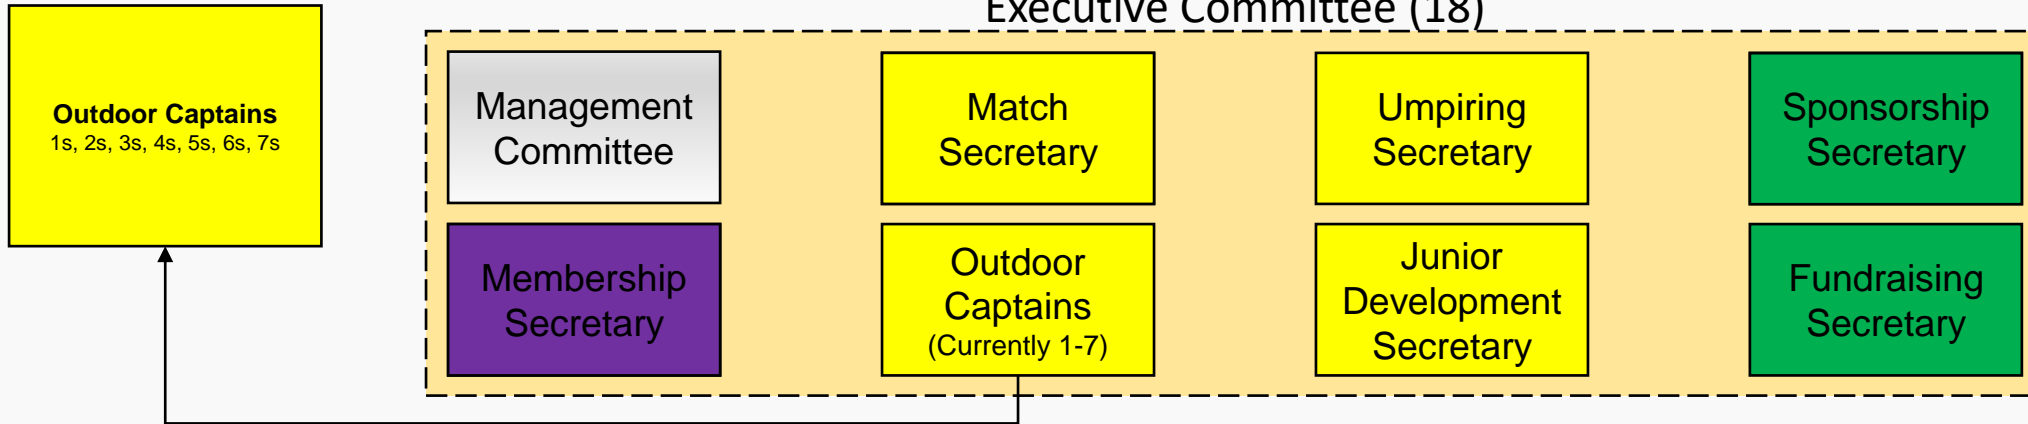 Executive Committee (18)
Outdoor Captains
1s, 2s, 3s, 4s, 5s, 6s, 7s
Management
Committee
Match
Secretary
Umpiring
Secretary
Sponsorship
Secretary
Membership
Secretary
Outdoor
Captains
(Currently 1-7)
Junior
Development
Secretary
Fundraising
Secretary